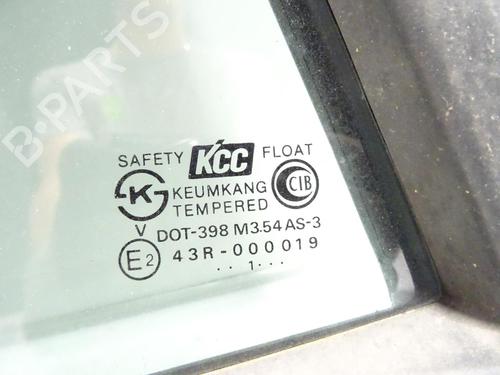 B-PARTS
SAFETY KCC FLOAT
K KEUMKANG CIB
TEMPERED
V DOT-398 M3.54 AS-3
E2 43R-000019
..1...